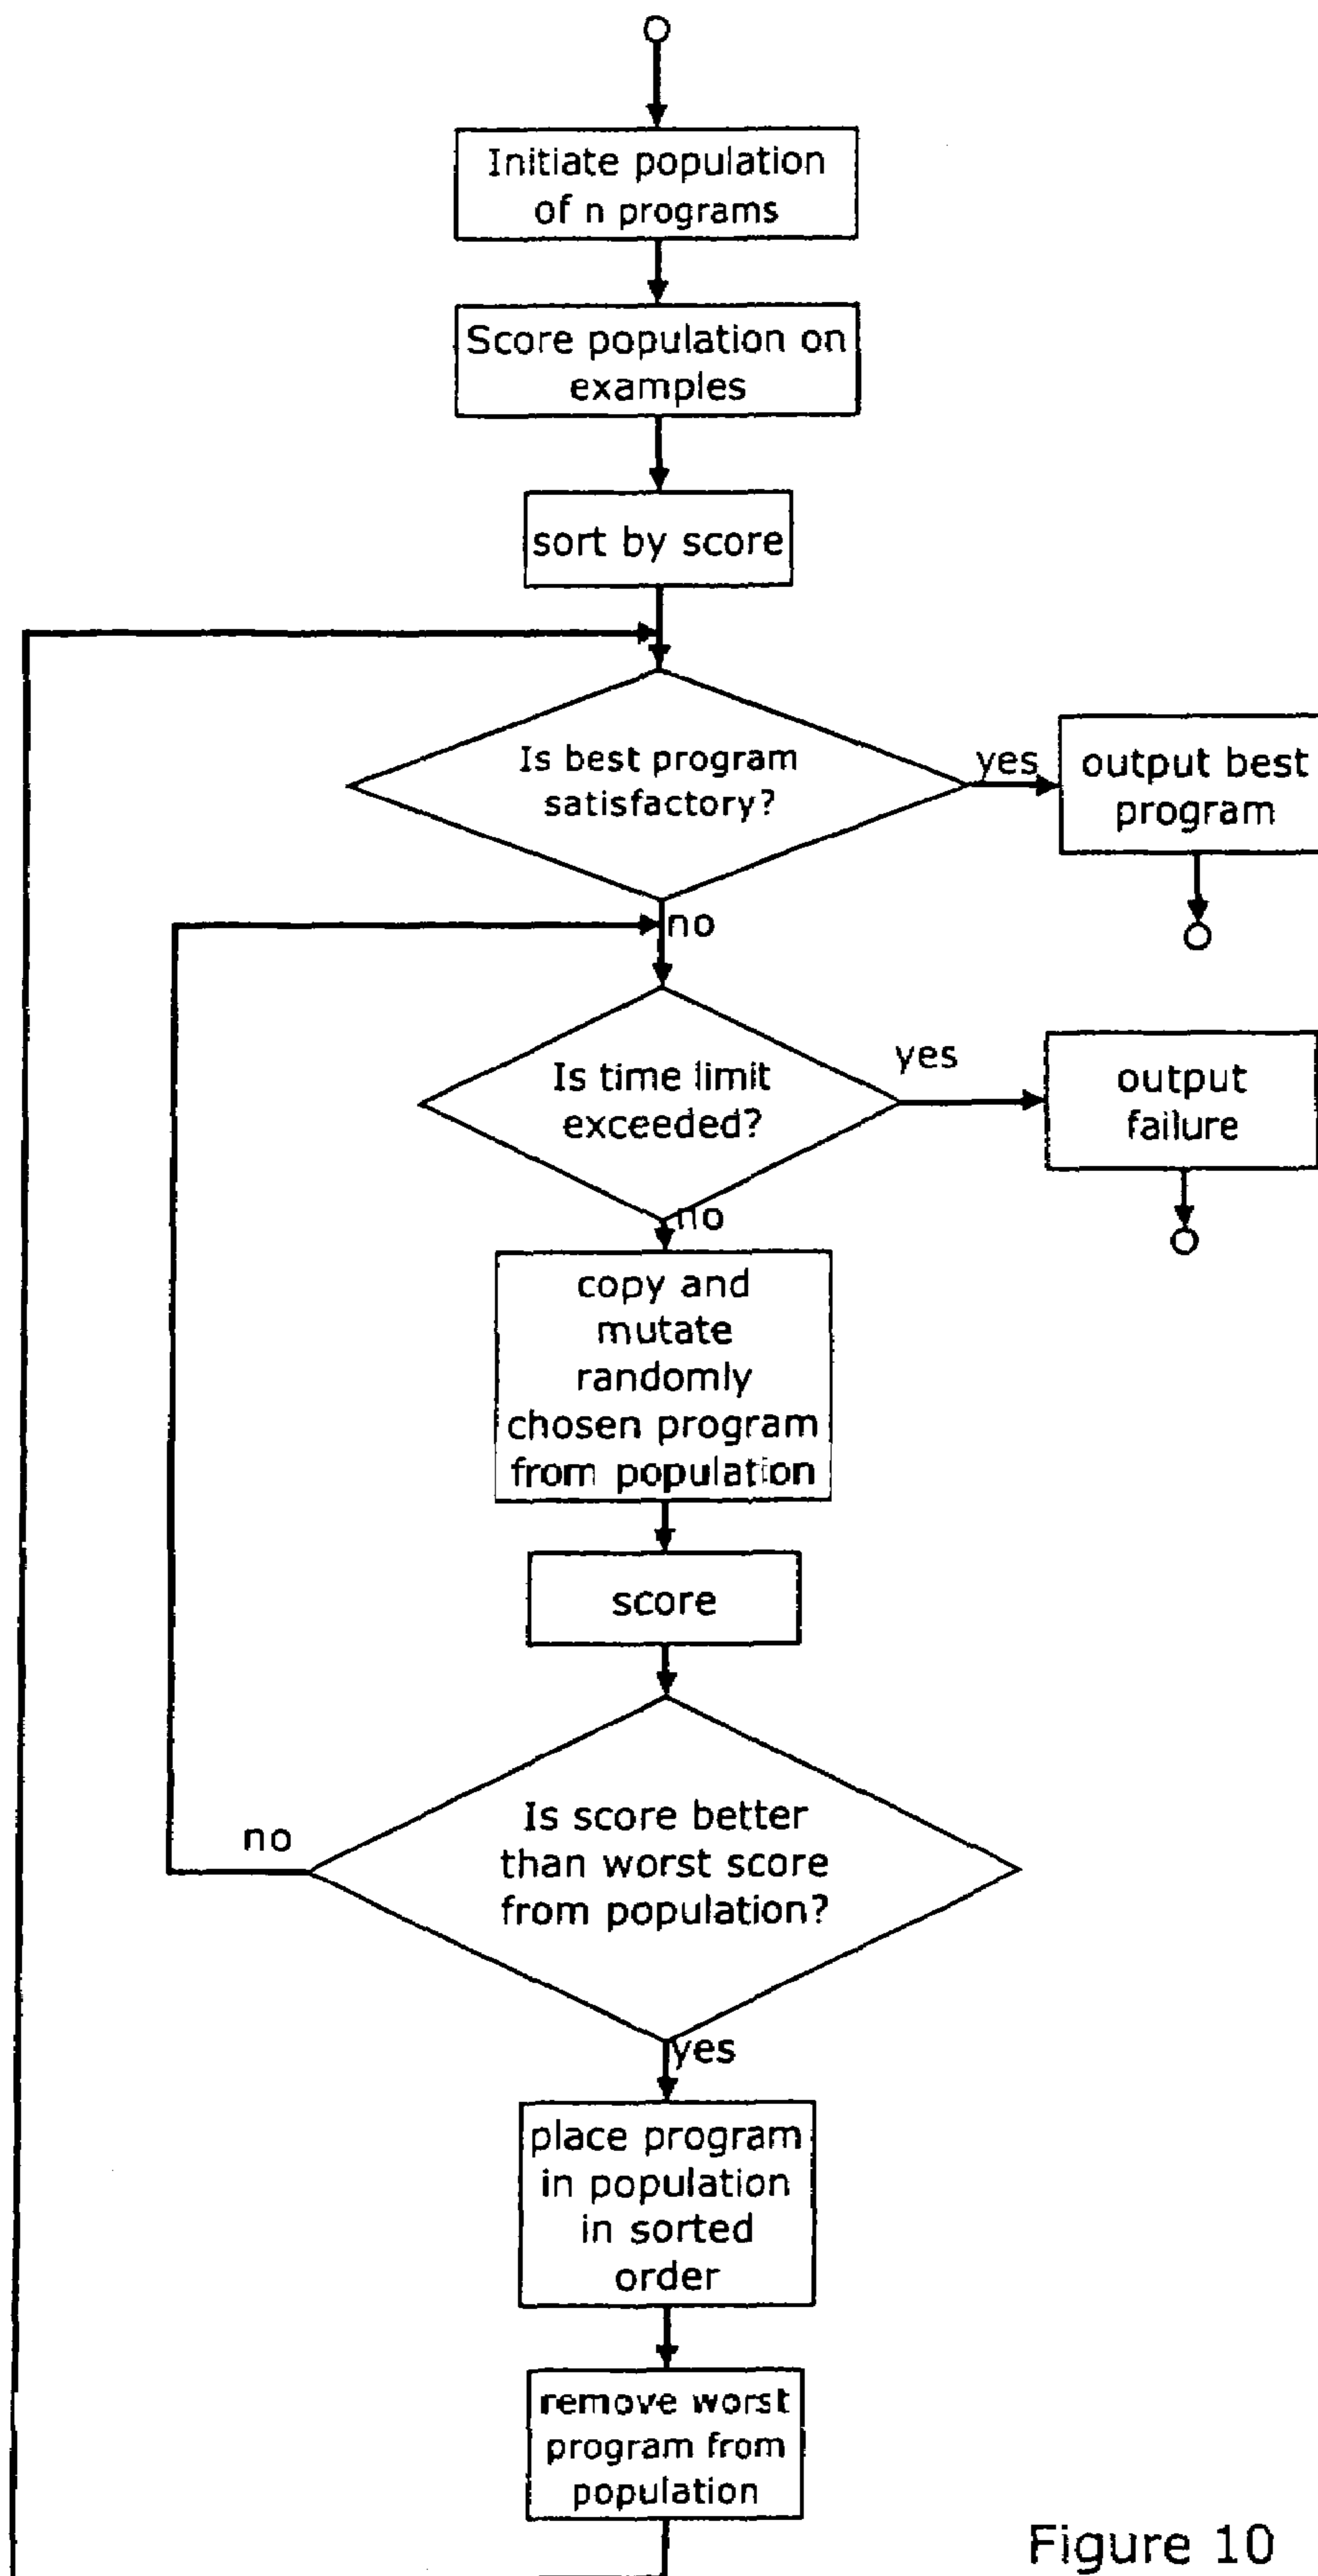 Initiate population
of n programs
Score population on
examples
sort by score
Is best program
satisfactory?
yes
output best
program
no
Is time limit
exceeded?
yes
output
failure
no
copy and
mutate
randomly
chosen program
from population
score
Is score better
than worst score
from population?
no
yes
place program
in population
in sorted
order
remove worst
program from
population
Figure 10